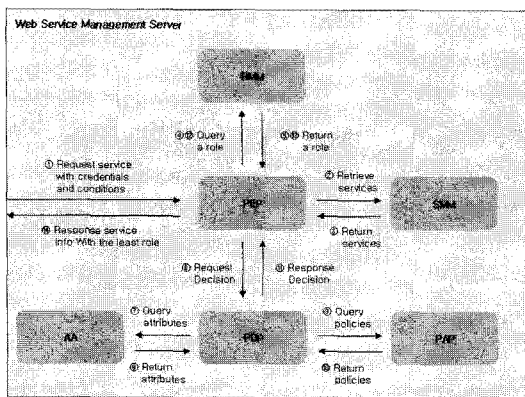 Web Service Management Server
RMM
④⑫ Query
a role
⑤⑬ Return
a role
① Request service
with credentials
and conditions
② Retrieve
services
PEP
SMM
⑭ Response service
info With the least role
③ Return
services
⑥ Request
Decision
⑪ Response
Decision
⑦ Query
attributes
⑨ Query
policies
AA
PDP
PAP
⑧ Return
attributes
⑩ Return
policies